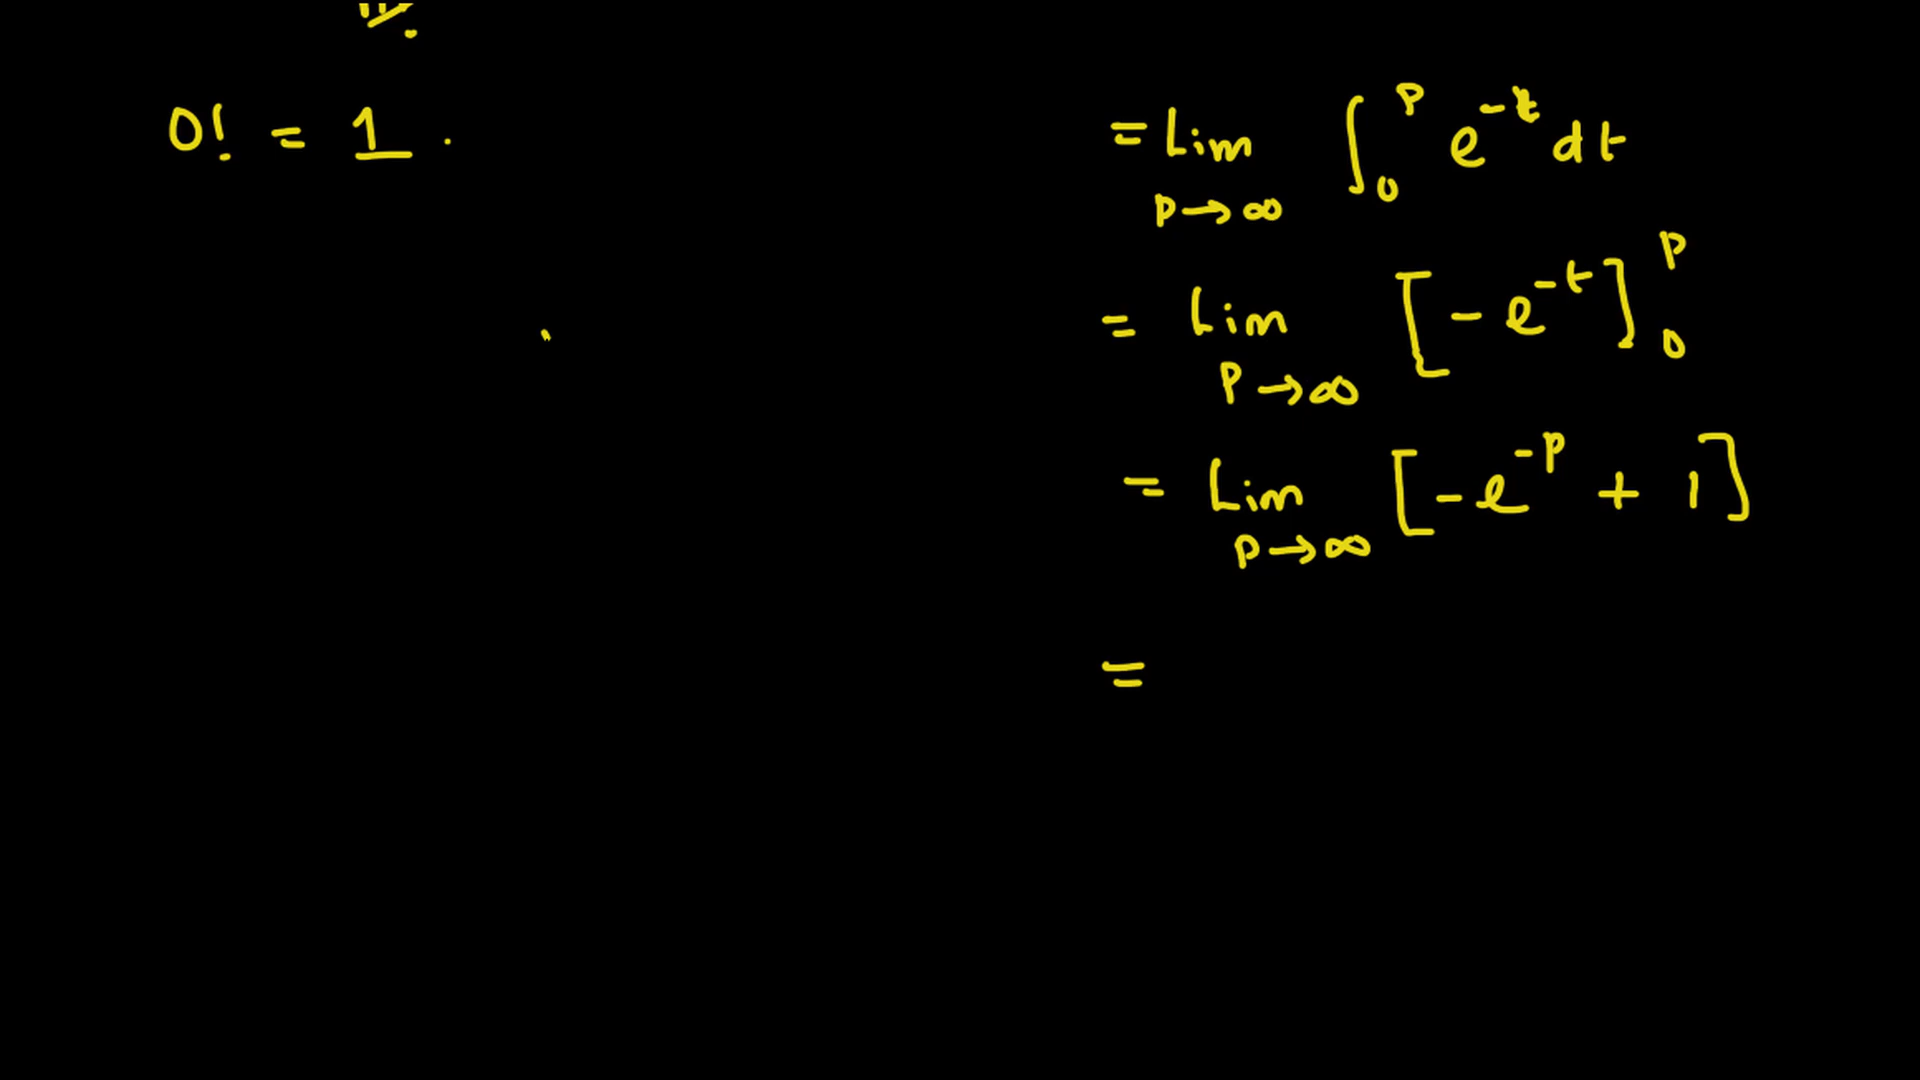 0! = 1 .
= Lim p→∞ ∫₀ᵖ e^{-t} dt
= Lim p→∞ [-e^{-t}]₀ᵖ
= Lim p→∞ [-e^{-p} + 1]
=